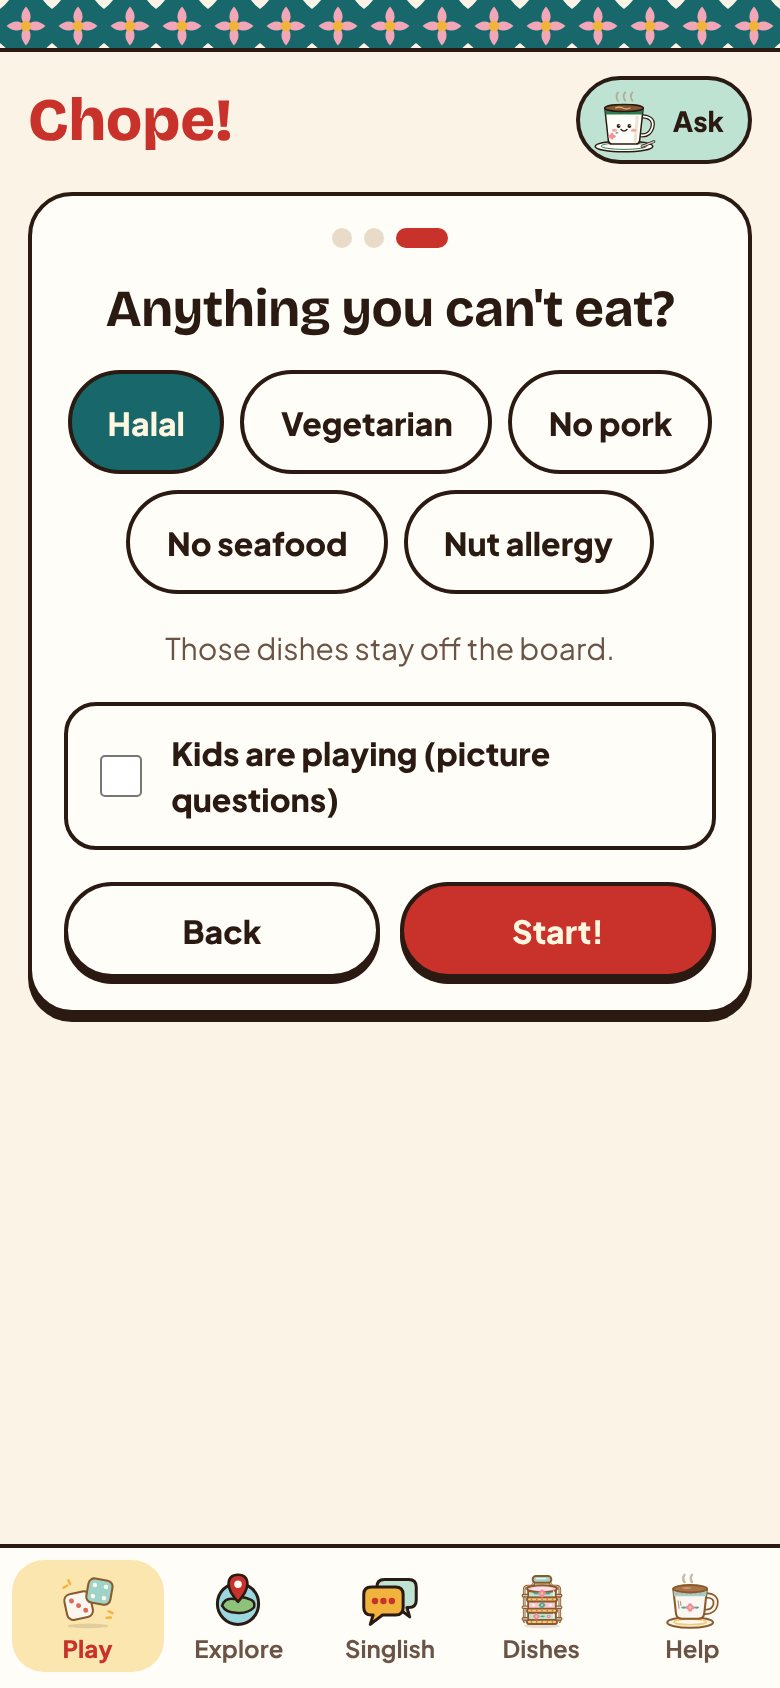 Chope!
Ask
Anything you can't eat?
Halal
Vegetarian
No pork
No seafood
Nut allergy
Those dishes stay off the board.
Kids are playing (picture
questions)
Back
Start!
Play
Explore
Singlish
Dishes
Help